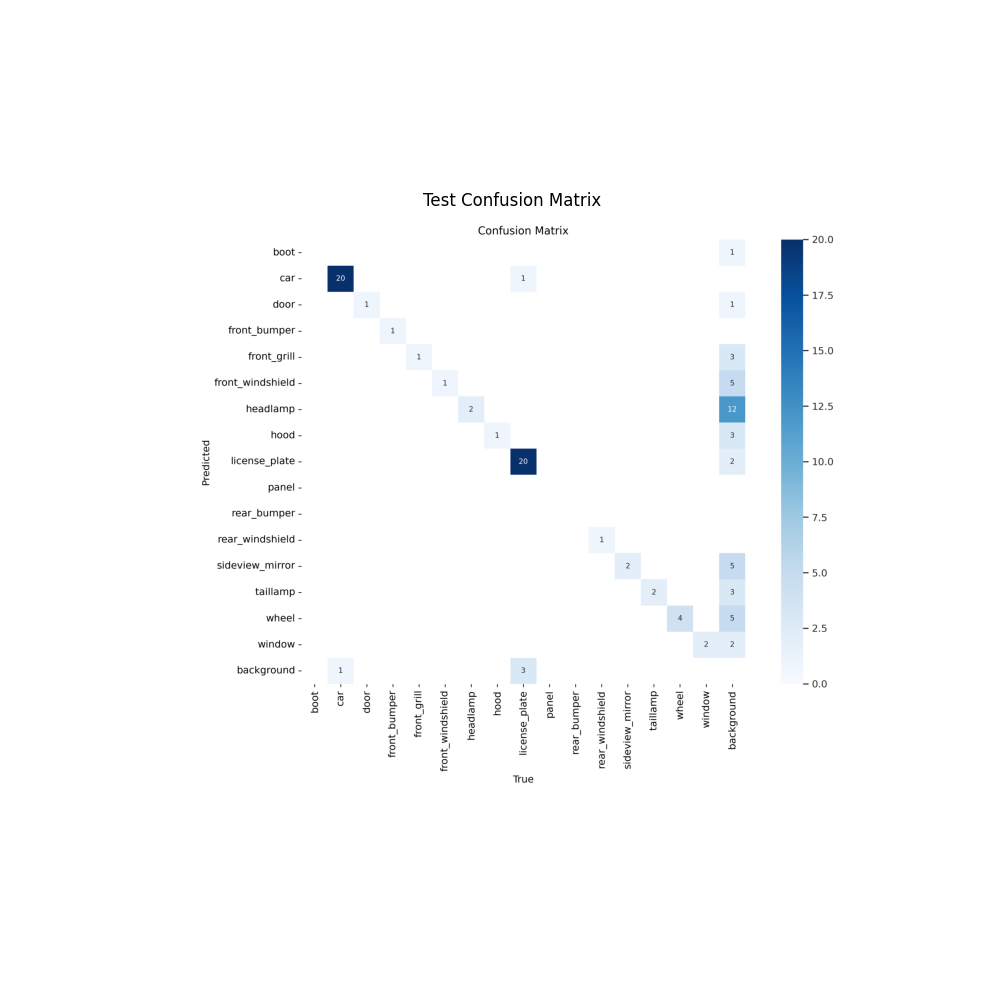 Test Confusion Matrix
Confusion Matrix
boot - 1
car - 20 1
door - 1 1
front_bumper - 1
front_grill - 1 3
front_windshield - 1 5
headlamp - 2 12
hood - 1 3
license_plate - 20 2
panel -
rear_bumper -
rear_windshield - 1
sideview_mirror - 2 5
taillamp - 2 3
wheel - 4 5
window - 2 2
background - 1 3
Predicted
boot
car
door
front_bumper
front_grill
front_windshield
headlamp
hood
license_plate
panel
rear_bumper
rear_windshield
sideview_mirror
taillamp
wheel
window
background
True
20.0
17.5
15.0
12.5
10.0
7.5
5.0
2.5
0.0